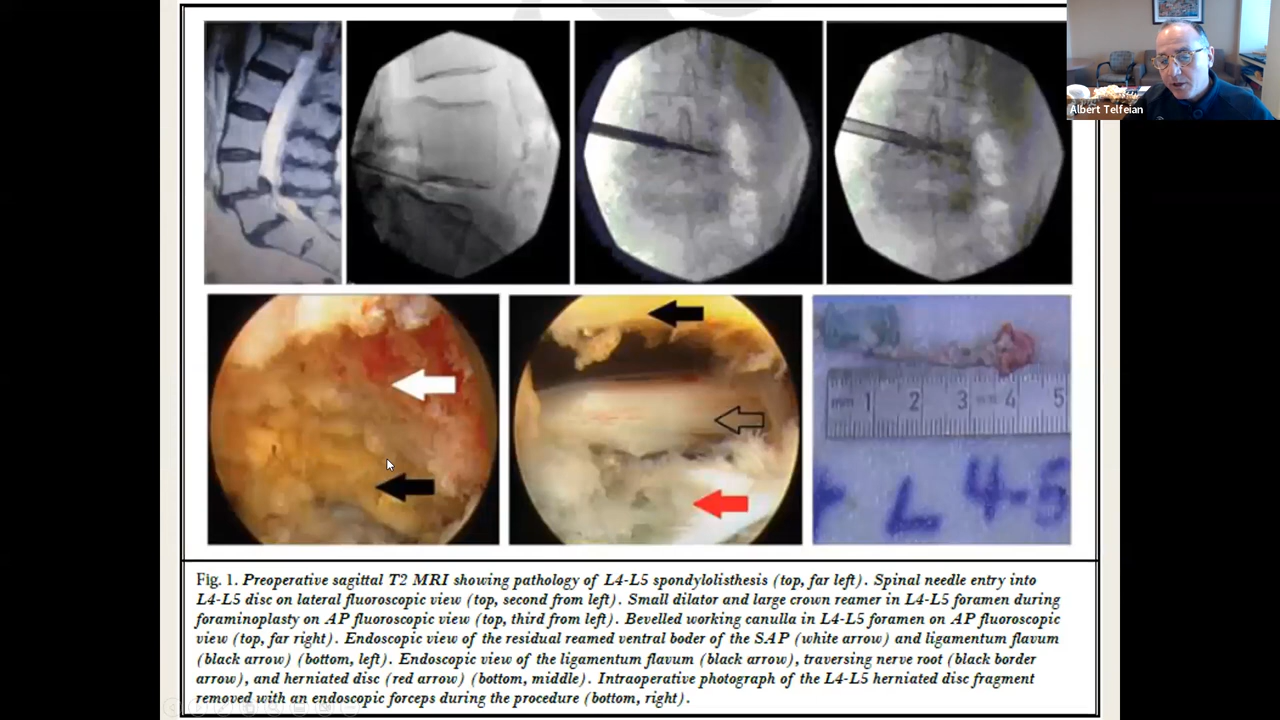 Albert Telfeian
mm 1 2 3 mm 4 5
L 4-5
Fig. 1. Preoperative sagittal T2 MRI showing pathology of L4-L5 spondylolisthesis (top, far left). Spinal needle entry into
L4-L5 disc on lateral fluoroscopic view (top, second from left). Small dilator and large crown reamer in L4-L5 foramen during
foraminoplasty on AP fluoroscopic view (top, third from left). Bevelled working canulla in L4-L5 foramen on AP fluoroscopic
view (top, far right). Endoscopic view of the residual reamed ventral boder of the SAP (white arrow) and ligamentum flavum
(black arrow) (bottom, left). Endoscopic view of the ligamentum flavum (black arrow), traversing nerve root (black border
arrow), and herniated disc (red arrow) (bottom, middle). Intraoperative photograph of the L4-L5 herniated disc fragment
removed with an endoscopic forceps during the procedure (bottom, right).